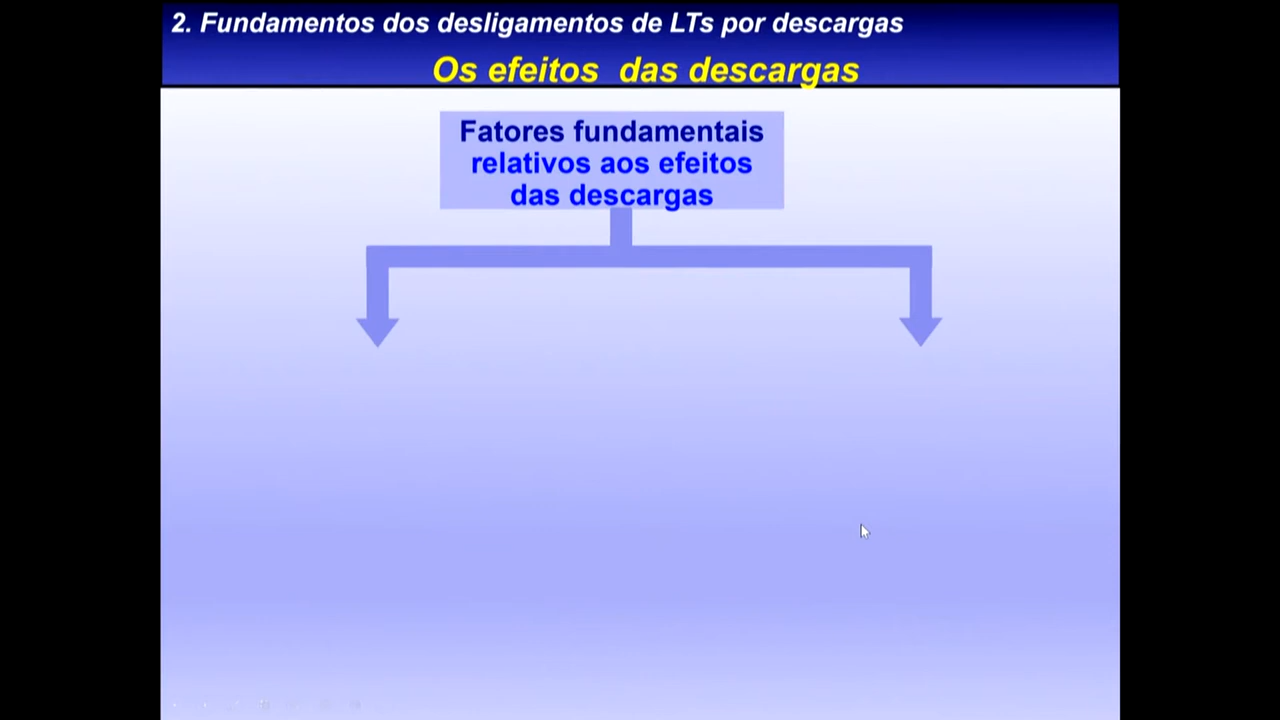 2. Fundamentos dos desligamentos de LTs por descargas
Os efeitos das descargas
Fatores fundamentais
relativos aos efeitos
das descargas